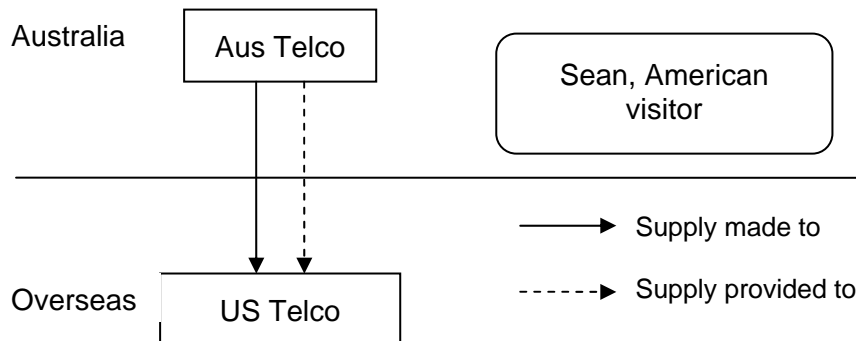 Australia
Aus Telco
Sean, American
visitor
Supply made to
Supply provided to
Overseas
US Telco